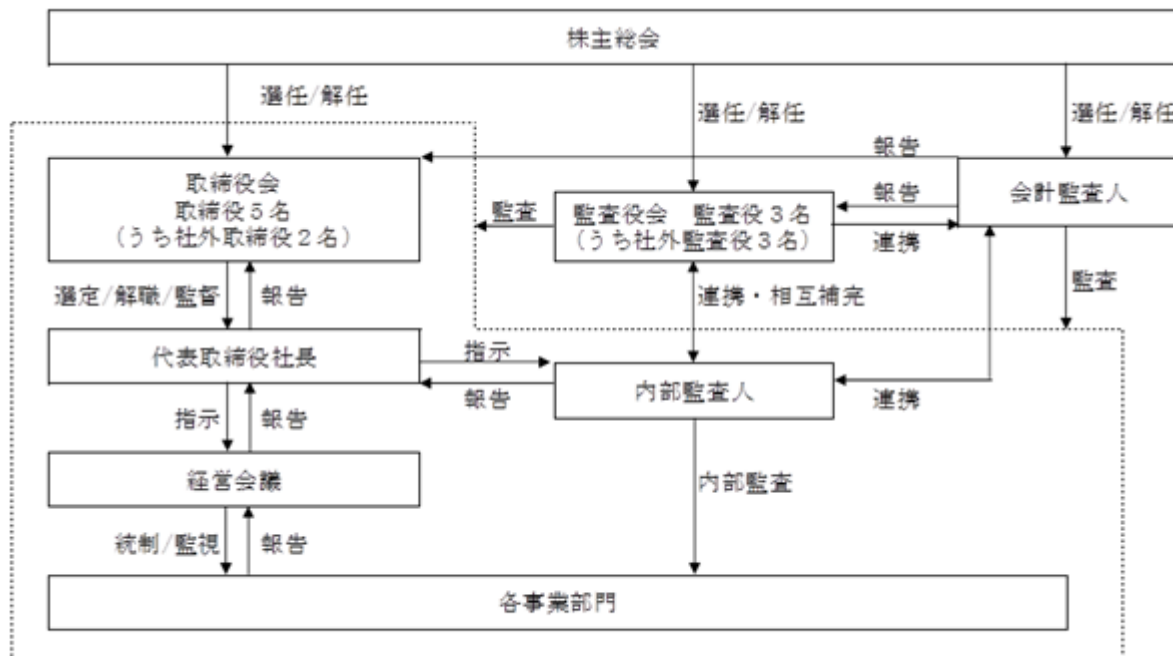 株主総会
選任/解任
選任/解任
選任/解任
報告
取締役会
取締役５名
（うち社外取締役２名）
監査
監査役会　監査役３名
（うち社外監査役３名）
報告
連携
会計監査人
選定/解職/監督
報告
連携・相互補完
監査
代表取締役社長
指示
報告
内部監査人
連携
指示
報告
経営会議
内部監査
統制/監視
報告
各事業部門